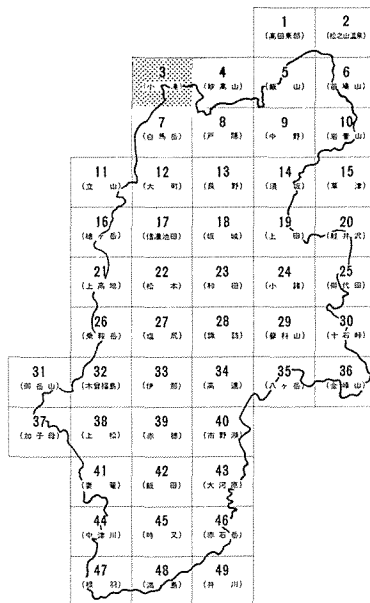 1 2
(高田東部) (松之山温泉)
3 4 5 6
(小滝) (妙高山) (飯山) (苗場山)
7 8 9 10
(白馬岳) (戸隠) (中野) (岩菅山)
11 12 13 14 15
(立山) (大町) (長野) (須坂) (草津)
16 17 18 19 20
(槍ヶ岳) (信濃池田) (坂城) (上田) (軽井沢)
21 22 23 24 25
(上高地) (松本) (和田) (小諸) (御代田)
26 27 28 29 30
(乗鞍岳) (塩尻) (諏訪) (蓼科山) (十石峠)
31 32 33 34 35 36
(御岳山) (木曽福島) (伊那) (高遠) (八ヶ岳) (金峰山)
37 38 39 40
(加子母) (上松) (赤穂) (市野瀬)
41 42 43
(妻籠) (飯田) (大河原)
44 45 46
(中津川) (時又) (赤石岳)
47 48 49
(根羽) (満島) (井川)